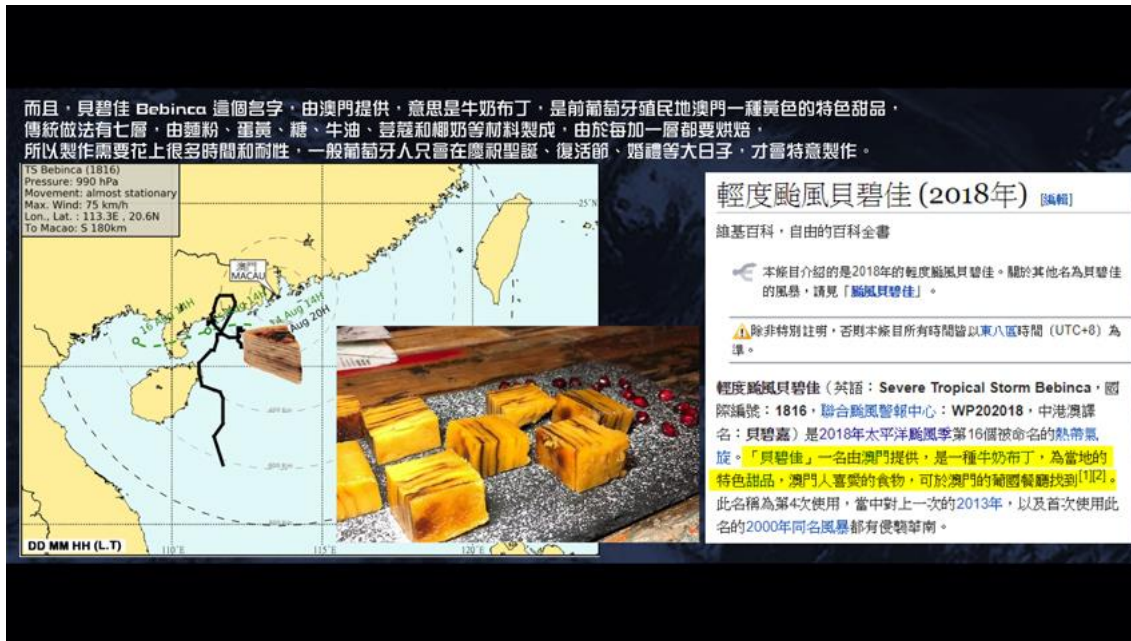 而且，貝碧佳 Bebinca 這個名字，由澳門提供，意思是牛奶布丁，是前葡萄牙殖民地澳門一種黃色的特色甜品，
傳統做法有七層，由麵粉、蛋黃、糖、牛油、荳蔻和椰奶等材料製成，由於每加一層都要烘焙，
所以製作需要花上很多時間和耐性，一般葡萄牙人只會在慶祝聖誕、復活節、婚禮等大日子，才會特意製作。
TS Bebinca (1816)
Pressure: 990 hPa
Movement: almost stationary
Max. Wind: 75 km/h
Lon., Lat. : 113.3E , 20.6N
To Macao: S 180km
25°N
澳門
MACAU
16 Aug 14H
14 Aug 14H
Aug 20H
DD MM HH (L.T)
110°E
115°E
120°E
輕度颱風貝碧佳 (2018年) [編輯]
維基百科，自由的百科全書
本條目介紹的是2018年的輕度颱風貝碧佳。關於其他名為貝碧佳
的風暴，請見「颱風貝碧佳」。
除非特別註明，否則本條目所有時間皆以東八區時間（UTC+8）為
準。
輕度颱風貝碧佳（英語：Severe Tropical Storm Bebinca，國
際編號：1816，聯合颱風警報中心：WP202018，中港澳譯
名：貝碧嘉）是2018年太平洋颱風季第16個被命名的熱帶氣
旋。「貝碧佳」一名由澳門提供，是一種牛奶布丁，為當地的
特色甜品，澳門人喜愛的食物，可於澳門的葡國餐廳找到[1][2]。
此名稱為第4次使用，當中對上一次的2013年，以及首次使用此
名的2000年同名風暴都有侵襲華南。